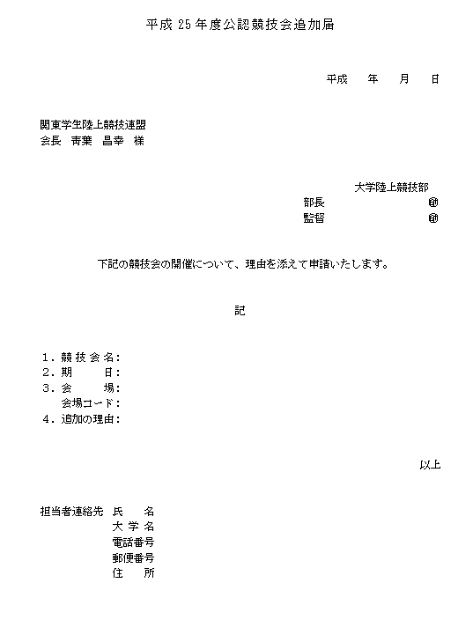 平成25年度公認競技会追加届
平成　年　月　日
関東学生陸上競技連盟
会長　青葉　昌幸　様
大学陸上競技部
部長　㊞
監督　㊞
下記の競技会の開催について、理由を添えて申請いたします。
記
１．競技会名：
２．期　　日：
３．会　　場：
会場コード：
４．追加の理由：
以上
担当者連絡先　氏　　名
大 学 名
電話番号
郵便番号
住　　所